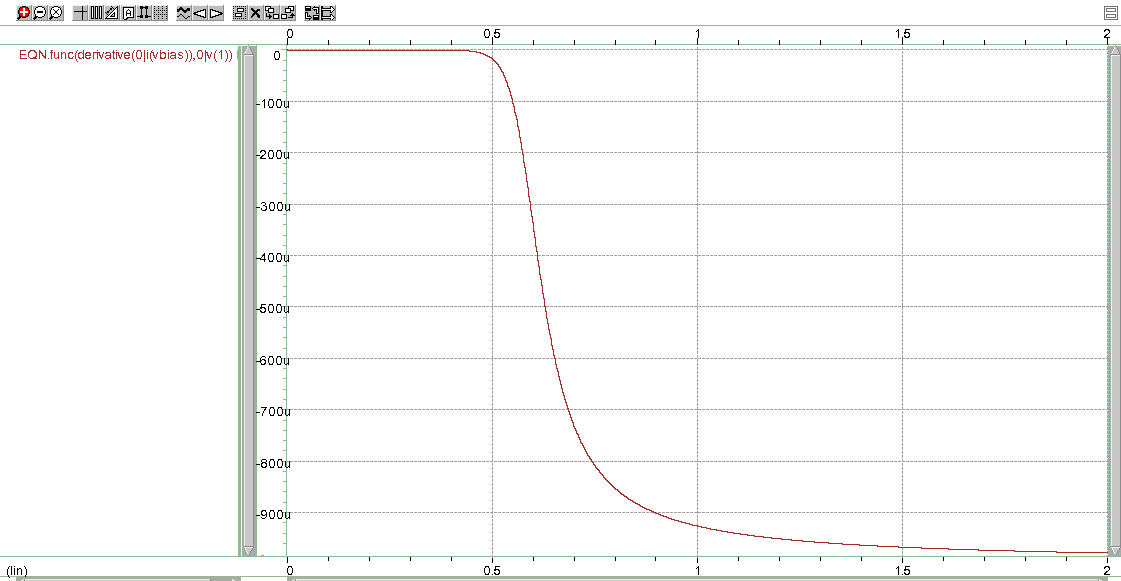 0 0.5 1 1.5 2
EQN.func(derivative(0|i(vbias)),0|v(1))
0
-100u
-200u
-300u
-400u
-500u
-600u
-700u
-800u
-900u
(lin) 0 0.5 1 1.5 2